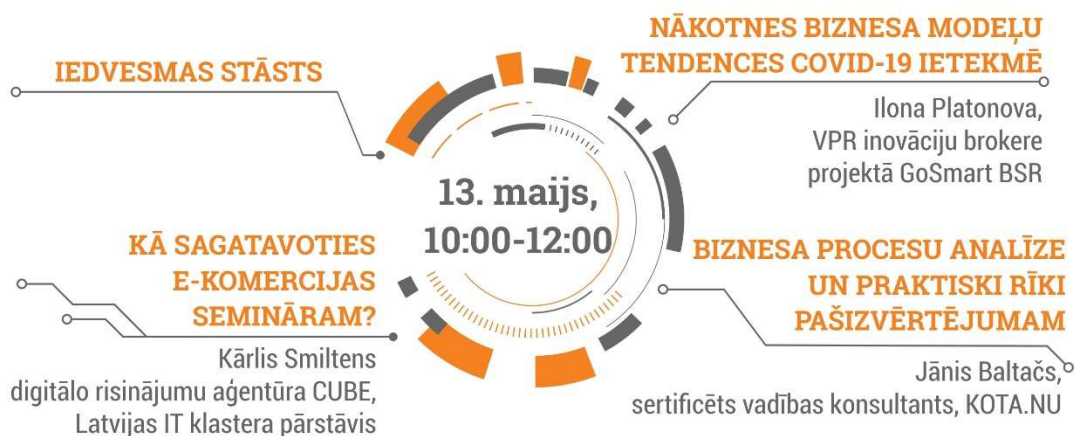 IEDVESMAS STĀSTS
NĀKOTNES BIZNESA MODEĻU
TENDENCES COVID-19 IETEKMĒ
Ilona Platonova,
VPR inovāciju brokere
projektā GoSmart BSR
13. maijs,
10:00-12:00
KĀ SAGATAVOTIES
E-KOMERCIJAS
SEMINĀRAM?
Kārlis Smiltens
digitālo risinājumu aģentūra CUBE,
Latvijas IT klastera pārstāvis
BIZNESA PROCESU ANALĪZE
UN PRAKTISKI RĪKI
PAŠIZVĒRTĒJUMAM
Jānis Baltačs,
sertificēts vadības konsultants, KOTA.NU